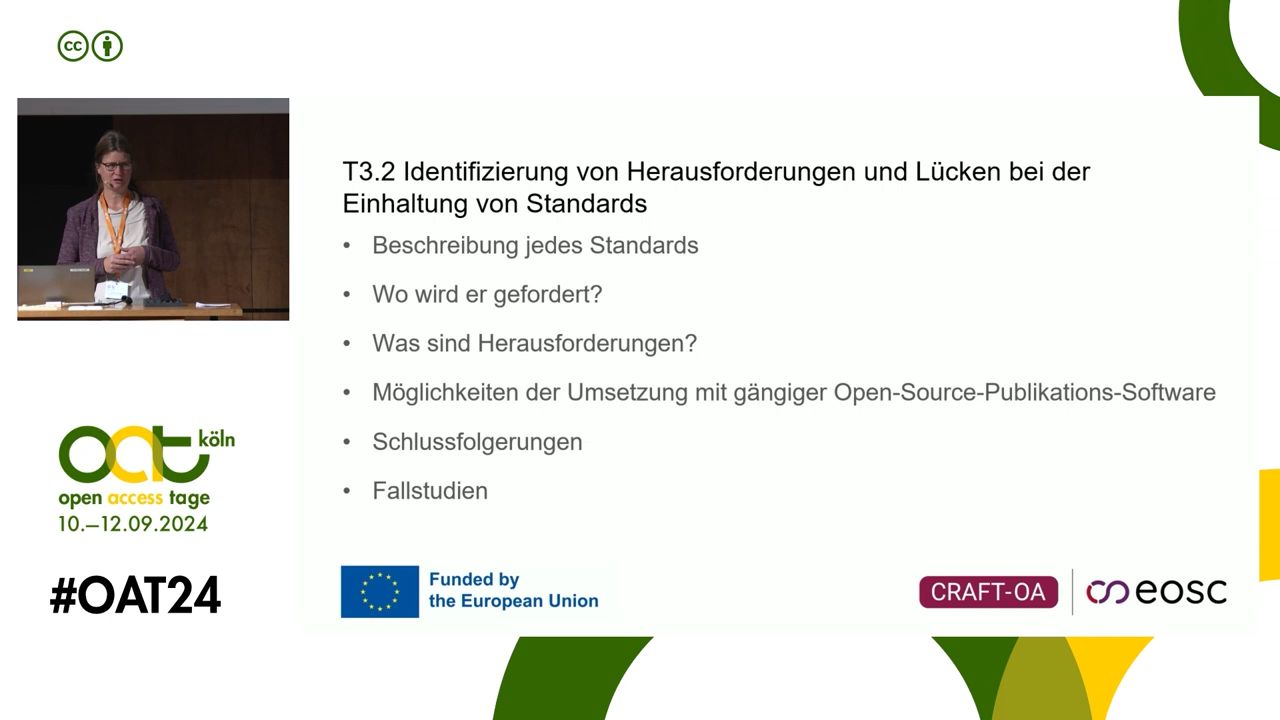 cc
T3.2 Identifizierung von Herausforderungen und Lücken bei der
Einhaltung von Standards
• Beschreibung jedes Standards
• Wo wird er gefordert?
• Was sind Herausforderungen?
• Möglichkeiten der Umsetzung mit gängiger Open-Source-Publikations-Software
• Schlussfolgerungen
• Fallstudien
oat köln
open access tage
10.–12.09.2024
#OAT24
Funded by
the European Union
CRAFT-OA
eosc